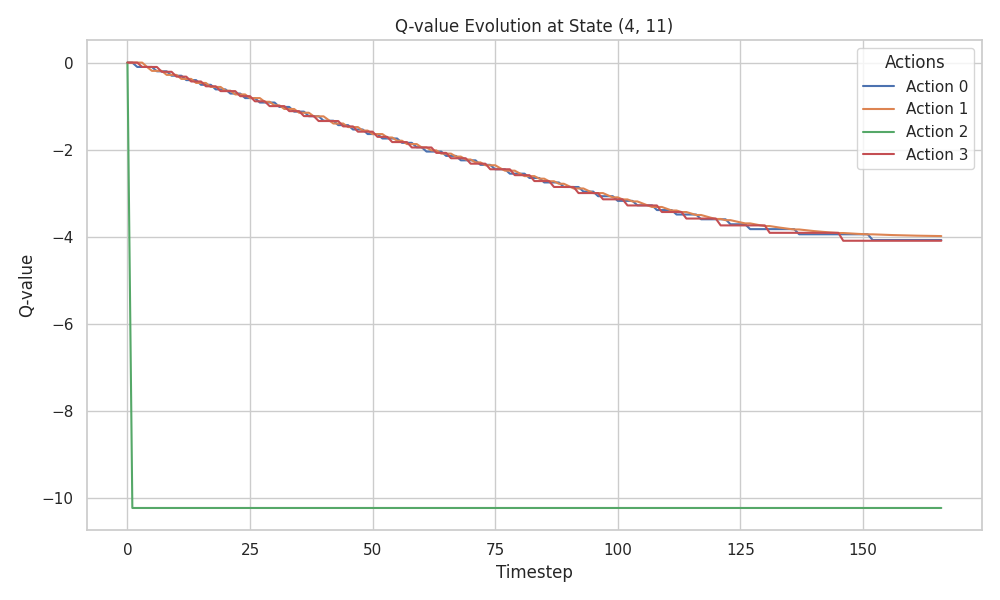 Q-value Evolution at State (4, 11)
Actions
Action 0
Action 1
Action 2
Action 3
Q-value
0
−2
−4
−6
−8
−10
0 25 50 75 100 125 150
Timestep